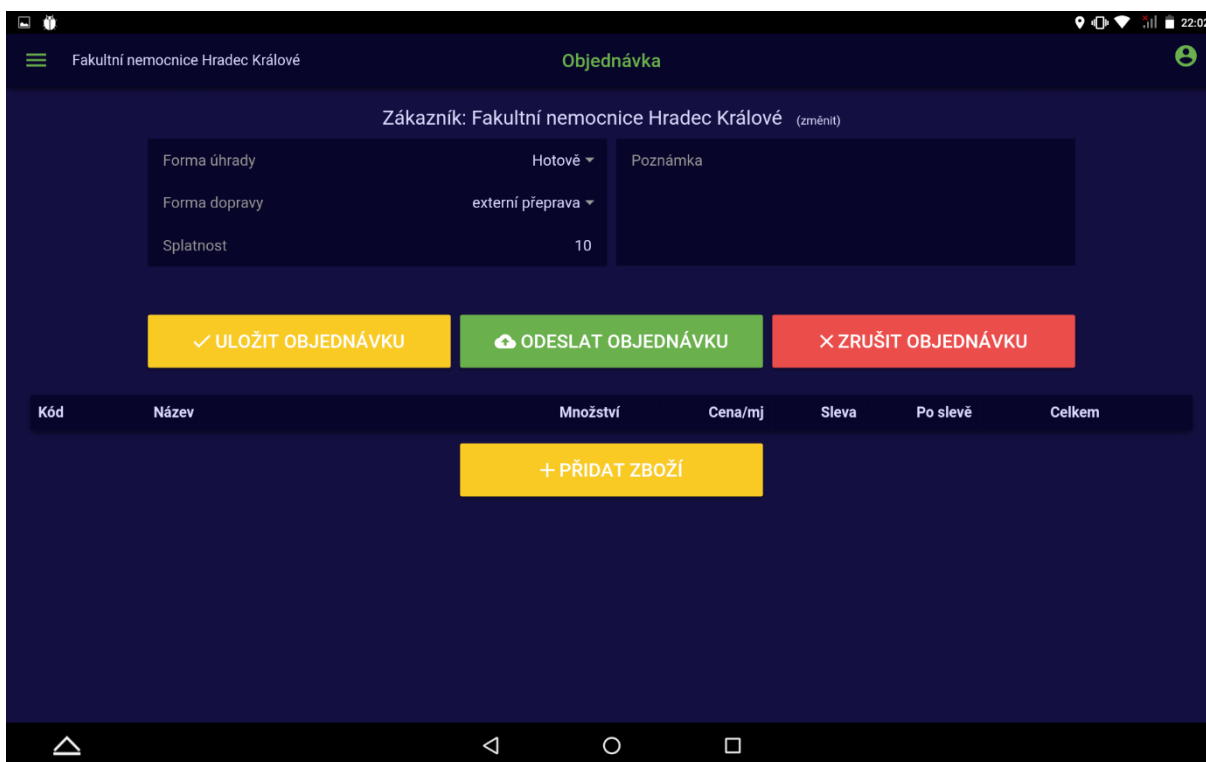 22:02
Fakultní nemocnice Hradec Králové Objednávka
Zákazník: Fakultní nemocnice Hradec Králové (změnit)
Forma úhrady Hotově Poznámka
Forma dopravy externí přeprava
Splatnost 10
ULOŽIT OBJEDNÁVKU ODESLAT OBJEDNÁVKU ZRUŠIT OBJEDNÁVKU
Kód Název Množství Cena/mj Sleva Po slevě Celkem
PŘIDAT ZBOŽÍ